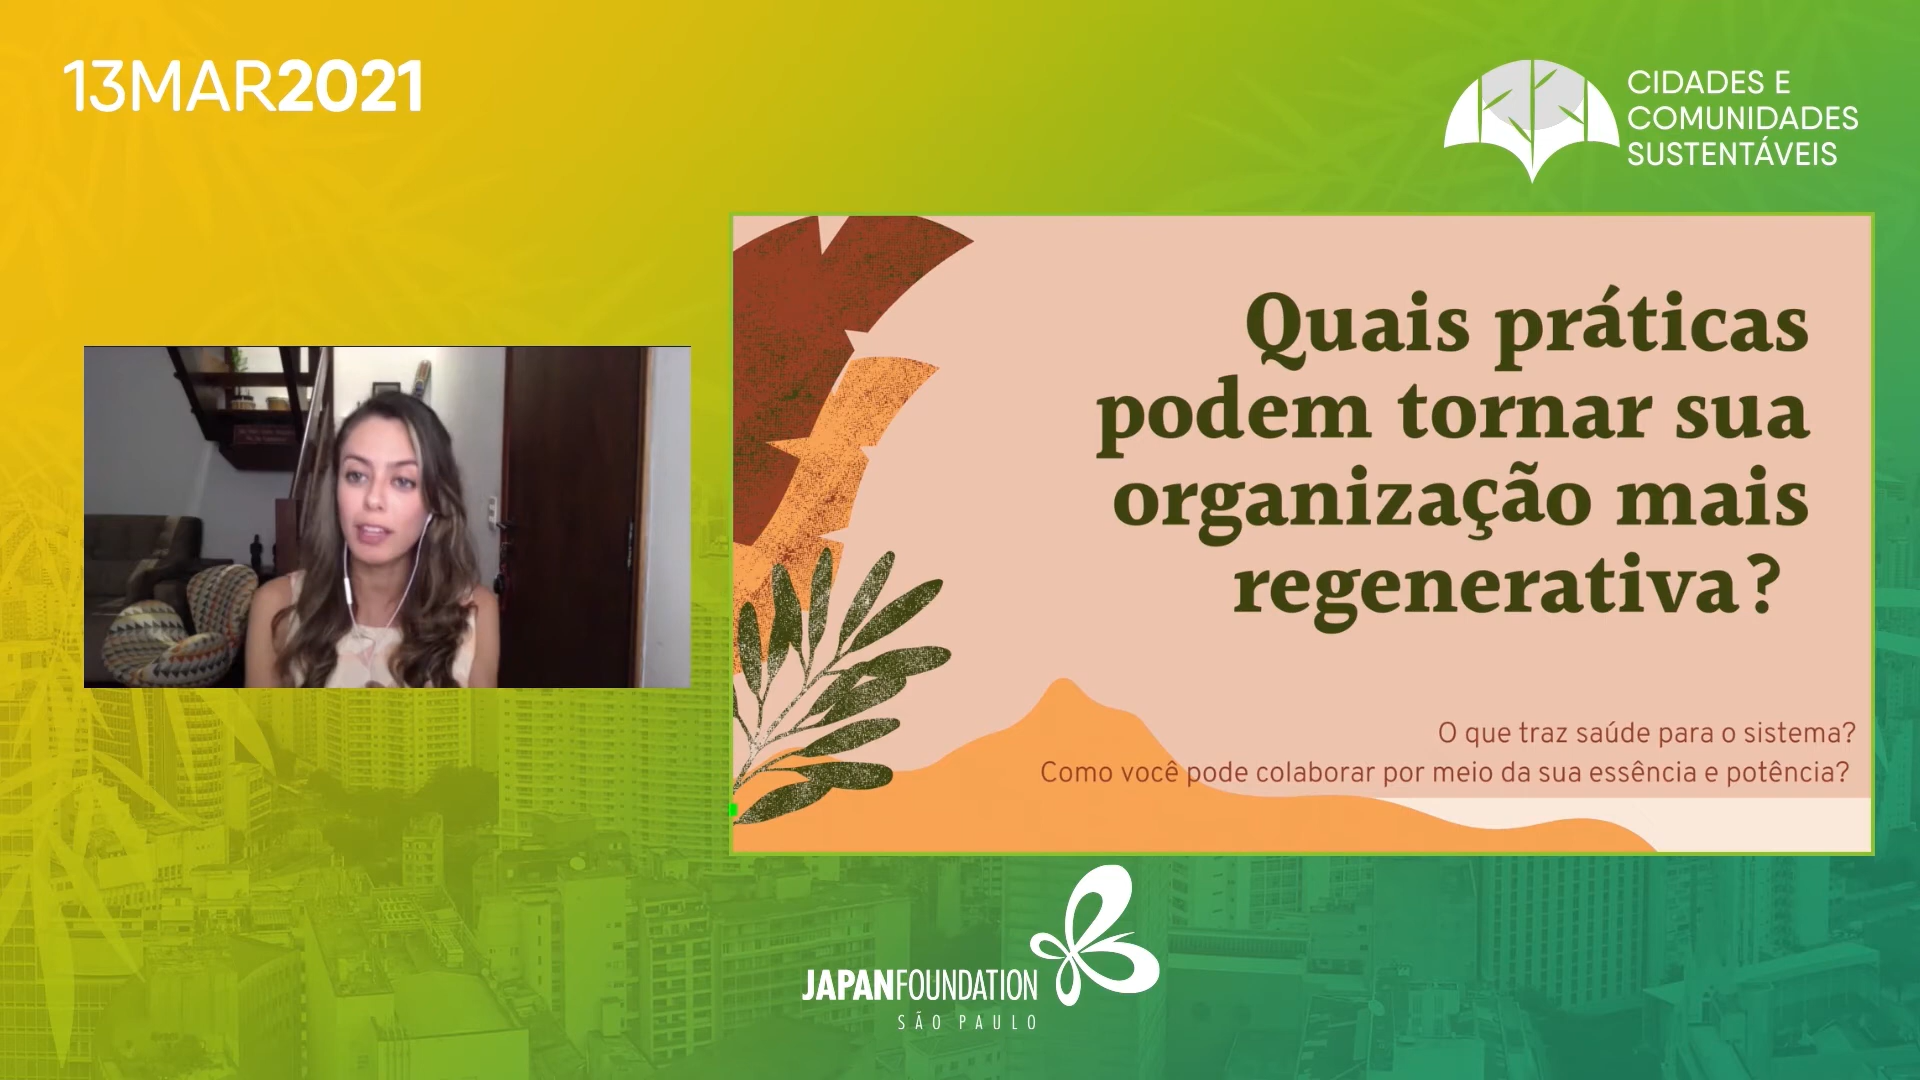 13MAR2021
CIDADES E
COMUNIDADES
SUSTENTÁVEIS
Quais práticas
podem tornar sua
organização mais
regenerativa?
O que traz saúde para o sistema?
Como você pode colaborar por meio da sua essência e potência?
JAPANFOUNDATION
SÃO PAULO